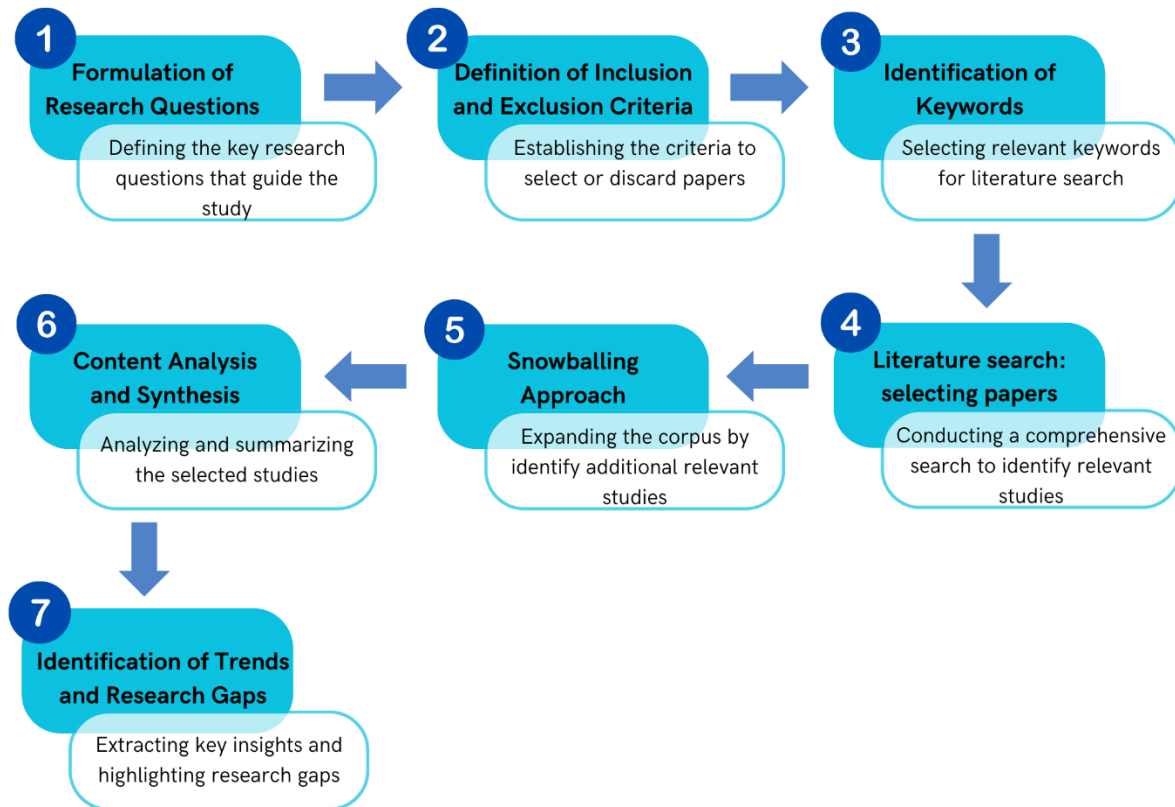 1
Formulation of
Research Questions
Defining the key research
questions that guide the
study
2
Definition of Inclusion
and Exclusion Criteria
Establishing the criteria to
select or discard papers
3
Identification of
Keywords
Selecting relevant keywords
for literature search
4
Literature search:
selecting papers
Conducting a comprehensive
search to identify relevant
studies
5
Snowballing
Approach
Expanding the corpus by
identify additional relevant
studies
6
Content Analysis
and Synthesis
Analyzing and summarizing
the selected studies
7
Identification of Trends
and Research Gaps
Extracting key insights and
highlighting research gaps